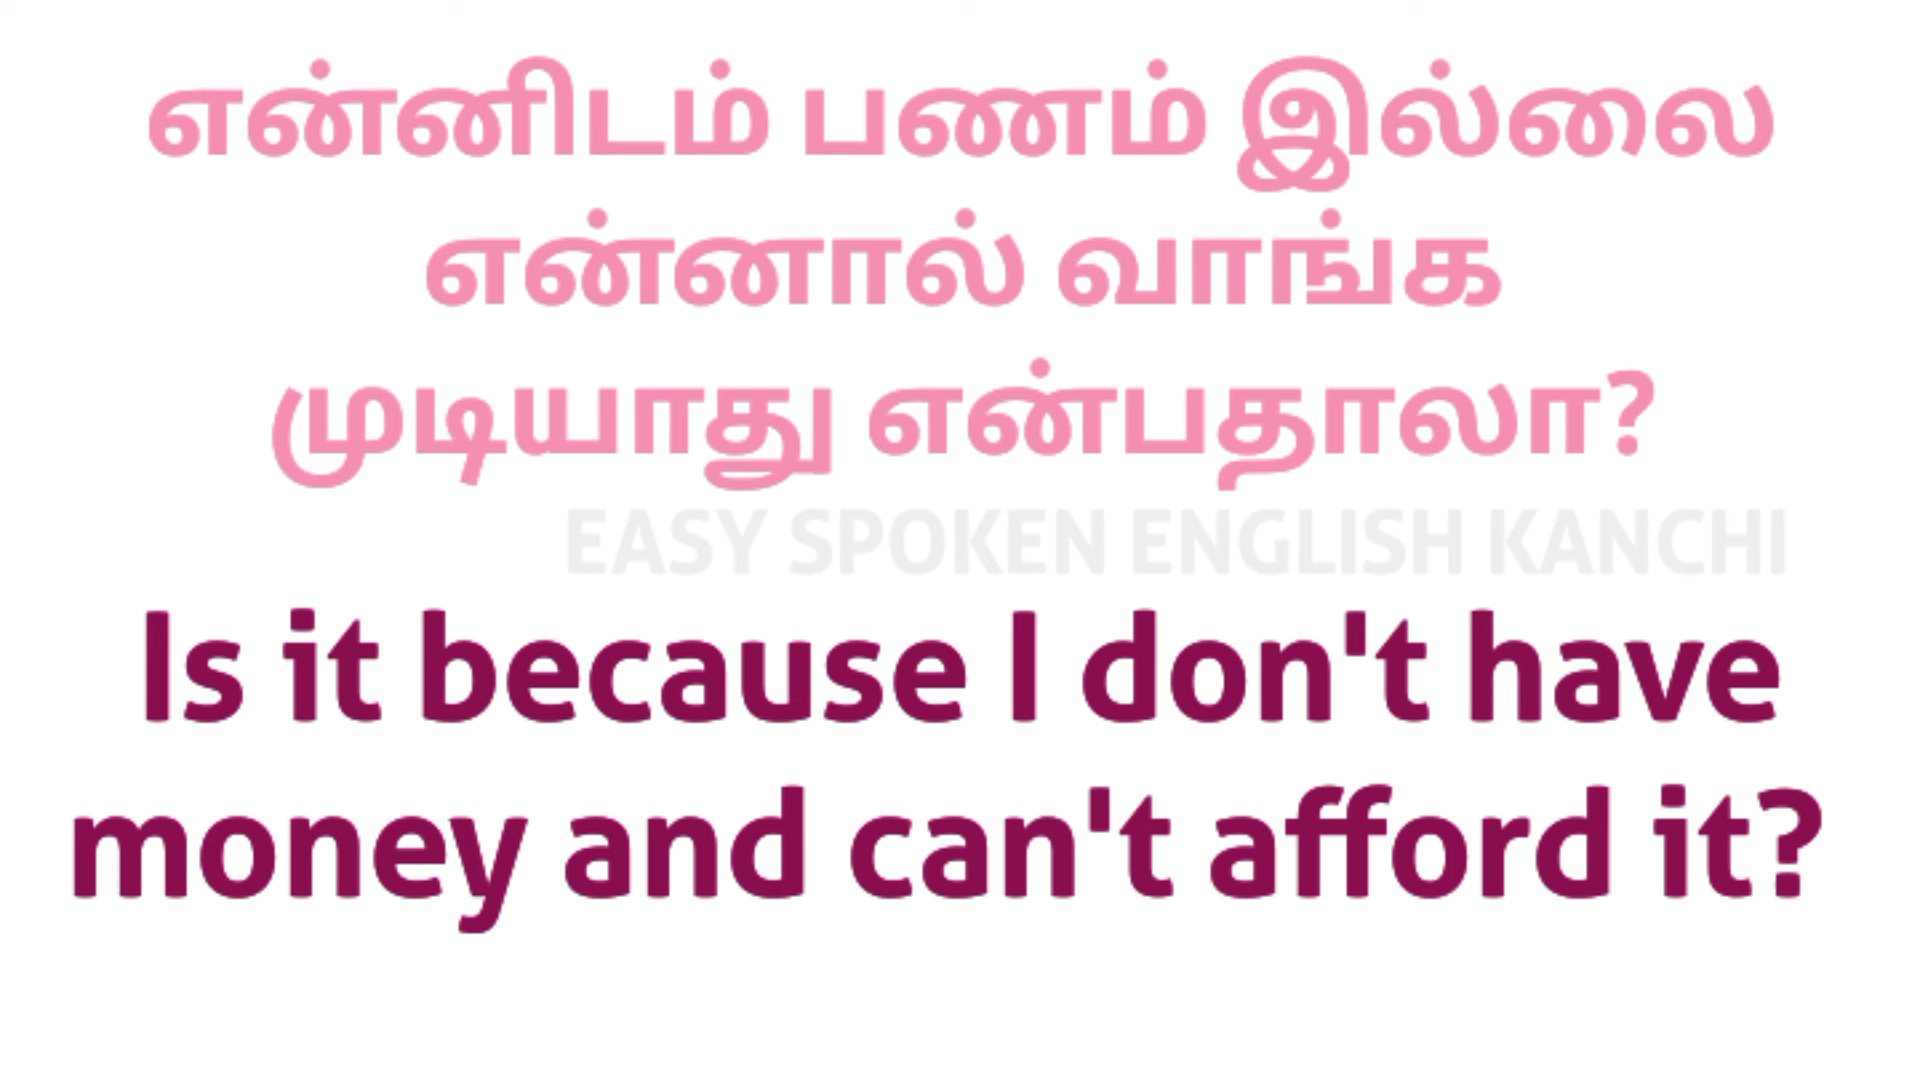 என்னிடம் பணம் இல்லை
என்னால் வாங்க
முடியாது என்பதாலா?
EASY SPOKEN ENGLISH KANCHI
Is it because I don't have
money and can't afford it?